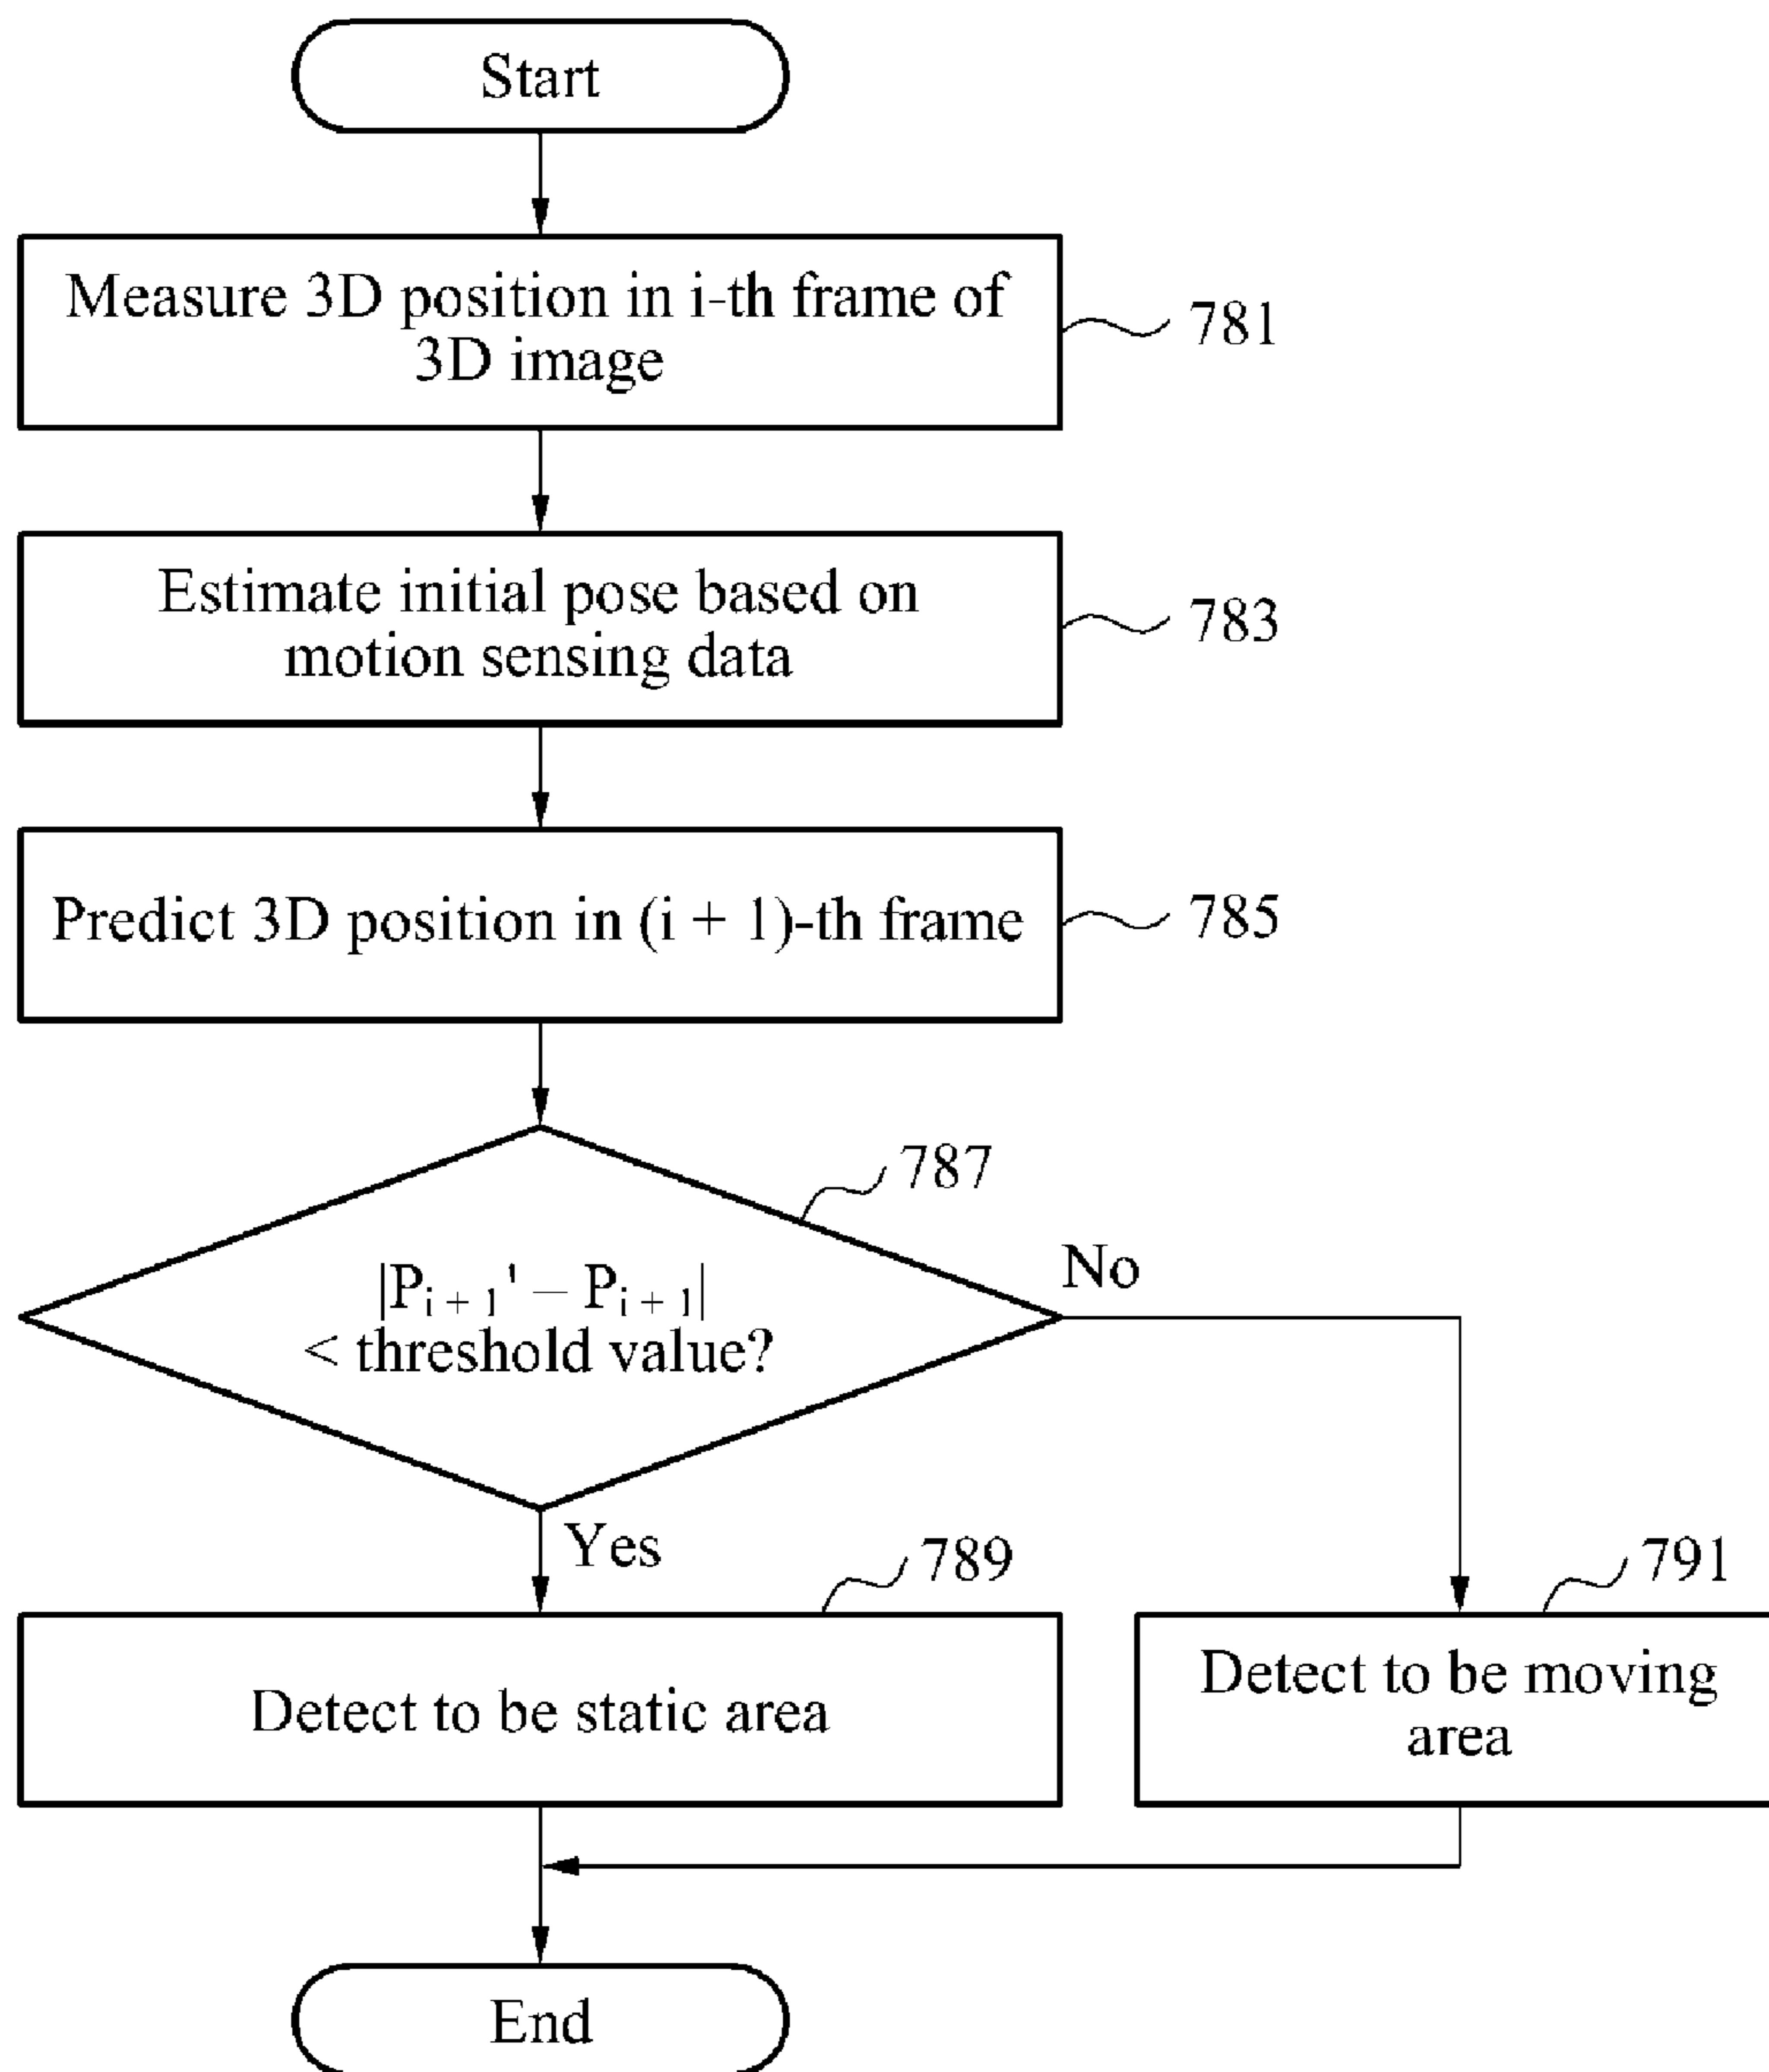 Start
Measure 3D position in i-th frame of
3D image
781
Estimate initial pose based on
motion sensing data
783
Predict 3D position in (i + 1)-th frame
785
787
|Pi + 1' – Pi + 1|
< threshold value?
No
Yes
789
791
Detect to be static area
Detect to be moving
area
End